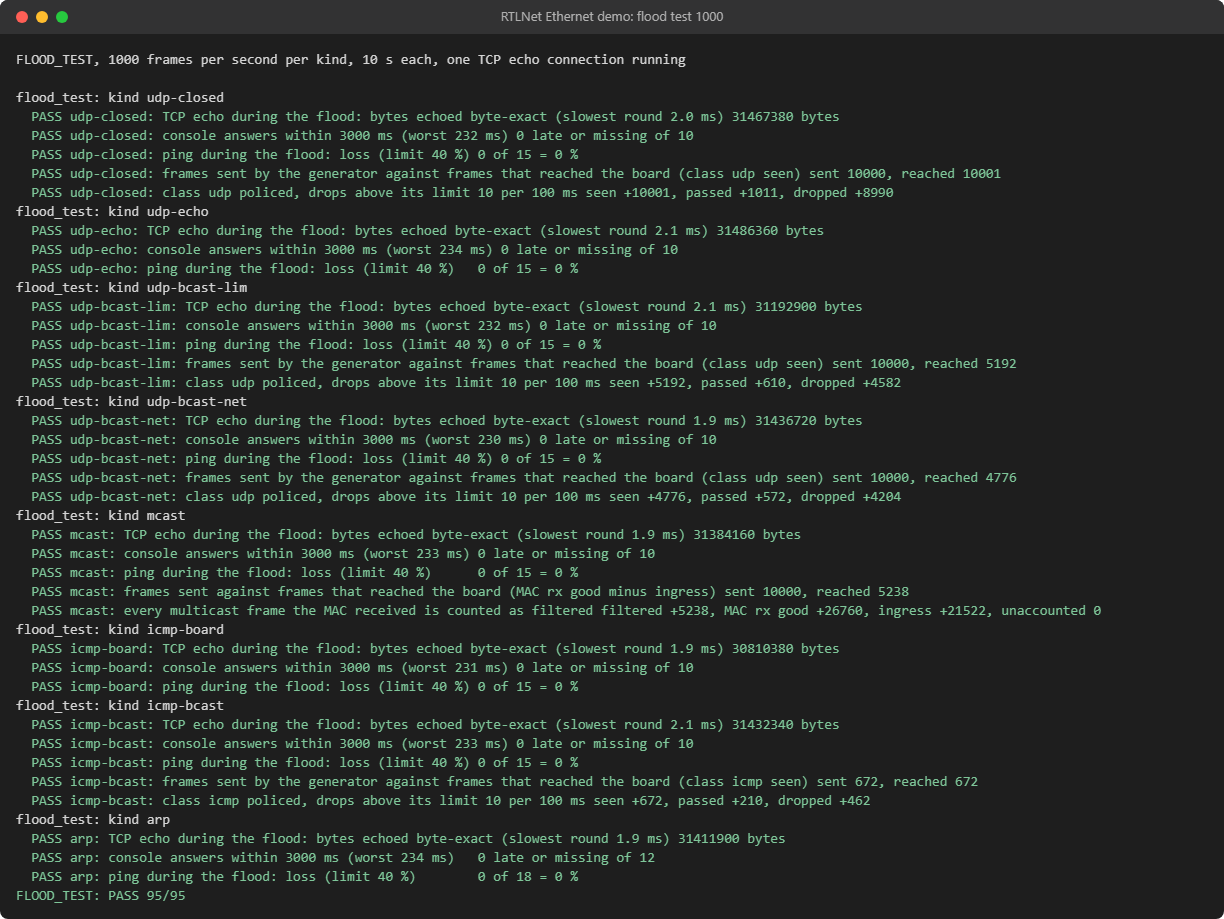 RTLNet Ethernet demo: flood test 1000
FLOOD_TEST, 1000 frames per second per kind, 10 s each, one TCP echo connection running
flood_test: kind udp-closed
PASS udp-closed: TCP echo during the flood: bytes echoed byte-exact (slowest round 2.0 ms) 31467380 bytes
PASS udp-closed: console answers within 3000 ms (worst 232 ms) 0 late or missing of 10
PASS udp-closed: ping during the flood: loss (limit 40 %) 0 of 15 = 0 %
PASS udp-closed: frames sent by the generator against frames that reached the board (class udp seen) sent 10000, reached 10001
PASS udp-closed: class udp policed, drops above its limit 10 per 100 ms seen +10001, passed +1011, dropped +8990
flood_test: kind udp-echo
PASS udp-echo: TCP echo during the flood: bytes echoed byte-exact (slowest round 2.1 ms) 31486360 bytes
PASS udp-echo: console answers within 3000 ms (worst 234 ms) 0 late or missing of 10
PASS udp-echo: ping during the flood: loss (limit 40 %)   0 of 15 = 0 %
flood_test: kind udp-bcast-lim
PASS udp-bcast-lim: TCP echo during the flood: bytes echoed byte-exact (slowest round 2.1 ms) 31192900 bytes
PASS udp-bcast-lim: console answers within 3000 ms (worst 232 ms) 0 late or missing of 10
PASS udp-bcast-lim: ping during the flood: loss (limit 40 %) 0 of 15 = 0 %
PASS udp-bcast-lim: frames sent by the generator against frames that reached the board (class udp seen) sent 10000, reached 5192
PASS udp-bcast-lim: class udp policed, drops above its limit 10 per 100 ms seen +5192, passed +610, dropped +4582
flood_test: kind udp-bcast-net
PASS udp-bcast-net: TCP echo during the flood: bytes echoed byte-exact (slowest round 1.9 ms) 31436720 bytes
PASS udp-bcast-net: console answers within 3000 ms (worst 230 ms) 0 late or missing of 10
PASS udp-bcast-net: ping during the flood: loss (limit 40 %) 0 of 15 = 0 %
PASS udp-bcast-net: frames sent by the generator against frames that reached the board (class udp seen) sent 10000, reached 4776
PASS udp-bcast-net: class udp policed, drops above its limit 10 per 100 ms seen +4776, passed +572, dropped +4204
flood_test: kind mcast
PASS mcast: TCP echo during the flood: bytes echoed byte-exact (slowest round 1.9 ms) 31384160 bytes
PASS mcast: console answers within 3000 ms (worst 233 ms) 0 late or missing of 10
PASS mcast: ping during the flood: loss (limit 40 %)      0 of 15 = 0 %
PASS mcast: frames sent against frames that reached the board (MAC rx good minus ingress) sent 10000, reached 5238
PASS mcast: every multicast frame the MAC received is counted as filtered filtered +5238, MAC rx good +26760, ingress +21522, unaccounted 0
flood_test: kind icmp-board
PASS icmp-board: TCP echo during the flood: bytes echoed byte-exact (slowest round 1.9 ms) 30810380 bytes
PASS icmp-board: console answers within 3000 ms (worst 231 ms) 0 late or missing of 10
PASS icmp-board: ping during the flood: loss (limit 40 %) 0 of 15 = 0 %
flood_test: kind icmp-bcast
PASS icmp-bcast: TCP echo during the flood: bytes echoed byte-exact (slowest round 2.1 ms) 31432340 bytes
PASS icmp-bcast: console answers within 3000 ms (worst 233 ms) 0 late or missing of 10
PASS icmp-bcast: ping during the flood: loss (limit 40 %) 0 of 15 = 0 %
PASS icmp-bcast: frames sent by the generator against frames that reached the board (class icmp seen) sent 672, reached 672
PASS icmp-bcast: class icmp policed, drops above its limit 10 per 100 ms seen +672, passed +210, dropped +462
flood_test: kind arp
PASS arp: TCP echo during the flood: bytes echoed byte-exact (slowest round 1.9 ms) 31411900 bytes
PASS arp: console answers within 3000 ms (worst 234 ms)   0 late or missing of 12
PASS arp: ping during the flood: loss (limit 40 %)        0 of 18 = 0 %
FLOOD_TEST: PASS 95/95